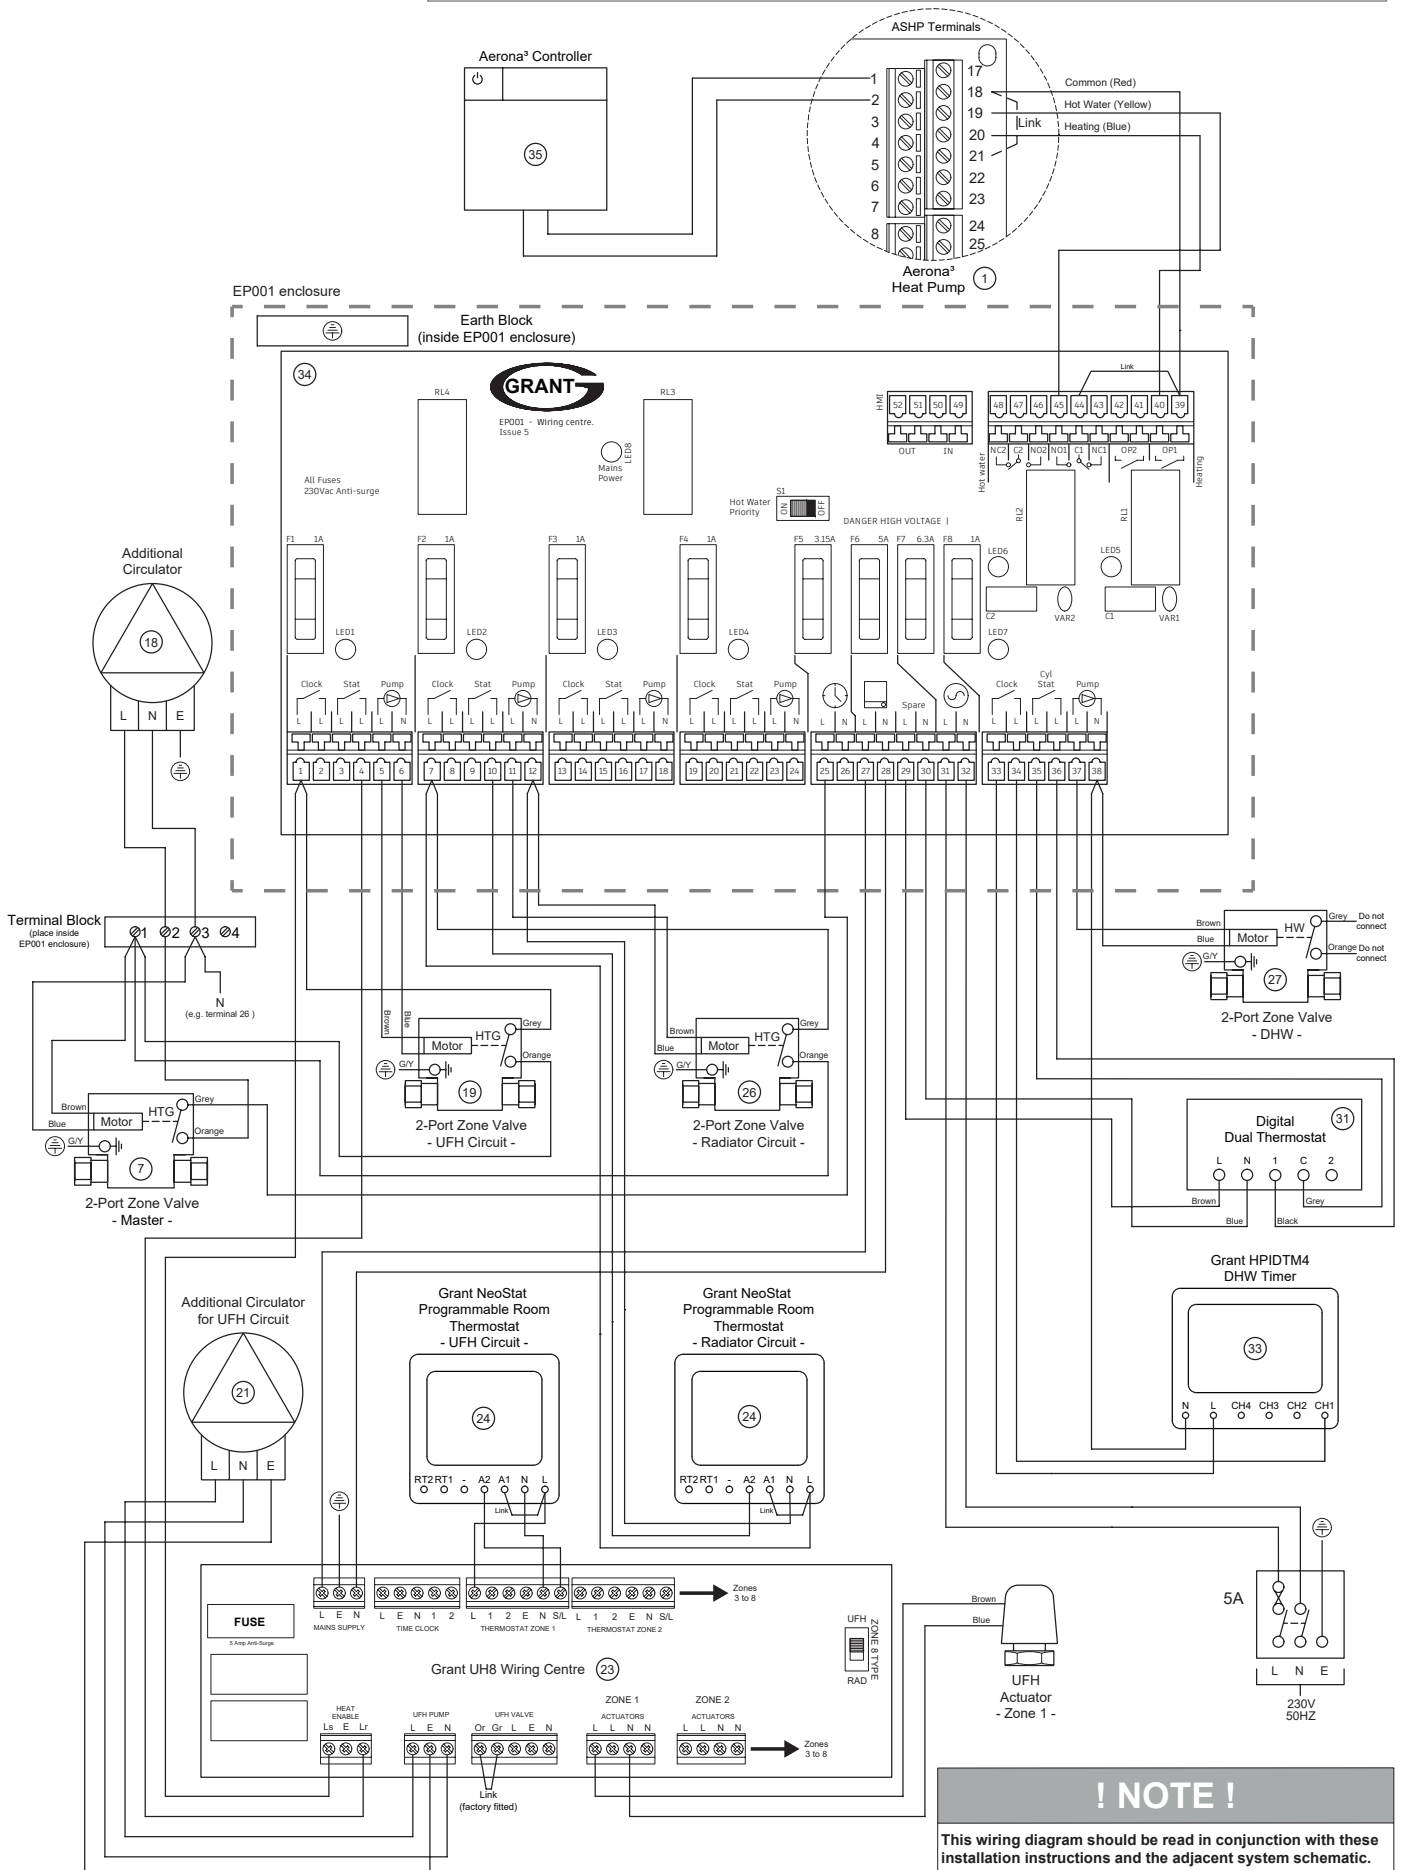 ASHP Terminals
Aerona³ Controller
35
1
2
3
4
5
6
7
8
17
18
19
20
21
22
23
24
25
Common (Red)
Hot Water (Yellow)
Link
Heating (Blue)
Aerona³
Heat Pump
1
EP001 enclosure
Earth Block
(inside EP001 enclosure)
34
RL4
GRANT
EP001 - Wiring centre.
Issue 5
RL3
LED8
Mains
Power
All Fuses
230Vac Anti-surge
Hot Water
Priority
S1
ON
OFF
DANGER HIGH VOLTAGE !
HMI
52 51 50 49
OUT IN
Link
48 47 46 45 44 43 42 41 40 39
NC2 C2 NO2 NO1 C1 NC1 OP2 OP1
Hot water
Heating
RL2
RL1
LED6
LED5
C2
VAR2
C1
VAR1
LED7
F1 1A
F2 1A
F3 1A
F4 1A
F5 3.15A
F6 5A
F7 6.3A
F8 1A
LED1
LED2
LED3
LED4
Clock Stat Pump
Clock Stat Pump
Clock Stat Pump
Clock Stat Pump
Spare
Clock Cyl Stat Pump
L L L L L N
L L L L L N
L L L L L N
L L L L L N
L N L N L N L N
L L L L L N
1 2 3 4 5 6
7 8 9 10 11 12
13 14 15 16 17 18
19 20 21 22 23 24
25 26 27 28 29 30 31 32
33 34 35 36 37 38
Additional
Circulator
18
L N E
Terminal Block
(place inside
EP001 enclosure)
1 2 3 4
N
(e.g. terminal 26 )
Brown
Blue
G/Y
Motor
HTG
Grey
Orange
7
2-Port Zone Valve
- Master -
Brown
Blue
G/Y
Motor
HTG
Grey
Orange
19
2-Port Zone Valve
- UFH Circuit -
Brown
Blue
G/Y
Motor
HTG
Grey
Orange
26
2-Port Zone Valve
- Radiator Circuit -
Brown
Blue
G/Y
Motor
HW
Grey
Do not
connect
Orange
Do not
connect
27
2-Port Zone Valve
- DHW -
Digital
Dual Thermostat
31
L N 1 C 2
Brown
Blue
Black
Grey
Grant HPIDTM4
DHW Timer
33
N L CH4 CH3 CH2 CH1
Additional Circulator
for UFH Circuit
21
L N E
Grant NeoStat
Programmable Room
Thermostat
- UFH Circuit -
24
RT2 RT1 - A2 A1 N L
Link
Grant NeoStat
Programmable Room
Thermostat
- Radiator Circuit -
24
RT2 RT1 - A2 A1 N L
Link
FUSE
5 Amp Anti-Surge
L E N
MAINS SUPPLY
L E N 1 2
TIME CLOCK
L 1 2 E N S/L
THERMOSTAT ZONE 1
L 1 2 E N S/L
THERMOSTAT ZONE 2
Zones
3 to 8
Grant UH8 Wiring Centre
23
UFH
RAD
ZONE 8 TYPE
HEAT
ENABLE
Ls E Lr
UFH PUMP
L E N
UFH VALVE
Or Gr L E N
Link
(factory fitted)
ZONE 1
ACTUATORS
L L N N
ZONE 2
ACTUATORS
L L N N
Zones
3 to 8
Brown
Blue
UFH
Actuator
- Zone 1 -
5A
L N E
230V
50HZ
! NOTE !
This wiring diagram should be read in conjunction with these
installation instructions and the adjacent system schematic.